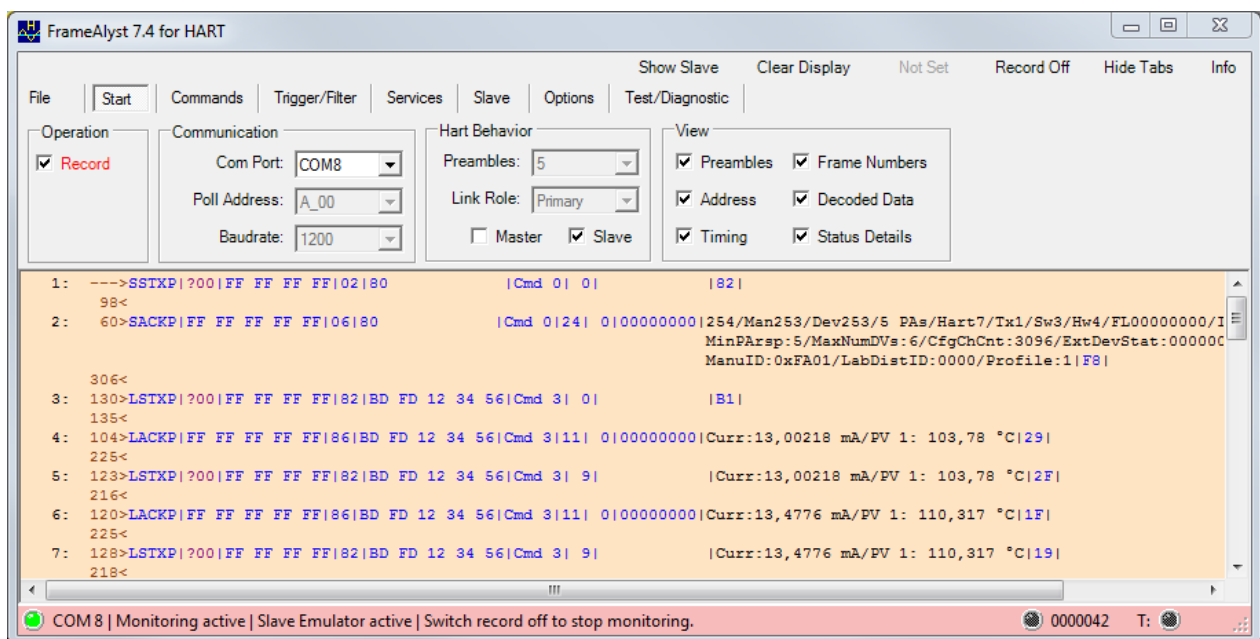 FrameAlyst 7.4 for HART
Show Slave Clear Display Not Set Record Off Hide Tabs Info
File Start Commands Trigger/Filter Services Slave Options Test/Diagnostic
Operation
Record
Communication
Com Port: COM8
Poll Address: A_00
Baudrate: 1200
Hart Behavior
Preambles: 5
Link Role: Primary
Master Slave
View
Preambles Frame Numbers
Address Decoded Data
Timing Status Details
1: --->SSTXP|?00|FF FF FF FF|02|80 |Cmd 0| 0| |82|
98<
2: 60>SACKP|FF FF FF FF|06|80 |Cmd 0|24| 0|00000000|254/Man253/Dev253/5 PAs/Hart7/Tx1/Sw3/Hw4/FL00000000/I
MinPArsp:5/MaxNumDVs:6/CfgChCnt:3096/ExtDevStat:000000
ManuID:0xFA01/LabDistID:0000/Profile:1|F8|
306<
3: 130>LSTXP|?00|FF FF FF FF|82|BD FD 12 34 56|Cmd 3| 0| |B1|
135<
4: 104>LACKP|FF FF FF FF|86|BD FD 12 34 56|Cmd 3|11| 0|00000000|Curr:13,00218 mA/PV 1: 103,78 °C|29|
225<
5: 123>LSTXP|?00|FF FF FF FF|82|BD FD 12 34 56|Cmd 3| 9| |Curr:13,00218 mA/PV 1: 103,78 °C|2F|
216<
6: 120>LACKP|FF FF FF FF|86|BD FD 12 34 56|Cmd 3|11| 0|00000000|Curr:13,4776 mA/PV 1: 110,317 °C|1F|
225<
7: 128>LSTXP|?00|FF FF FF FF|82|BD FD 12 34 56|Cmd 3| 9| |Curr:13,4776 mA/PV 1: 110,317 °C|19|
218<
COM 8 | Monitoring active | Slave Emulator active | Switch record off to stop monitoring. 0000042 T: